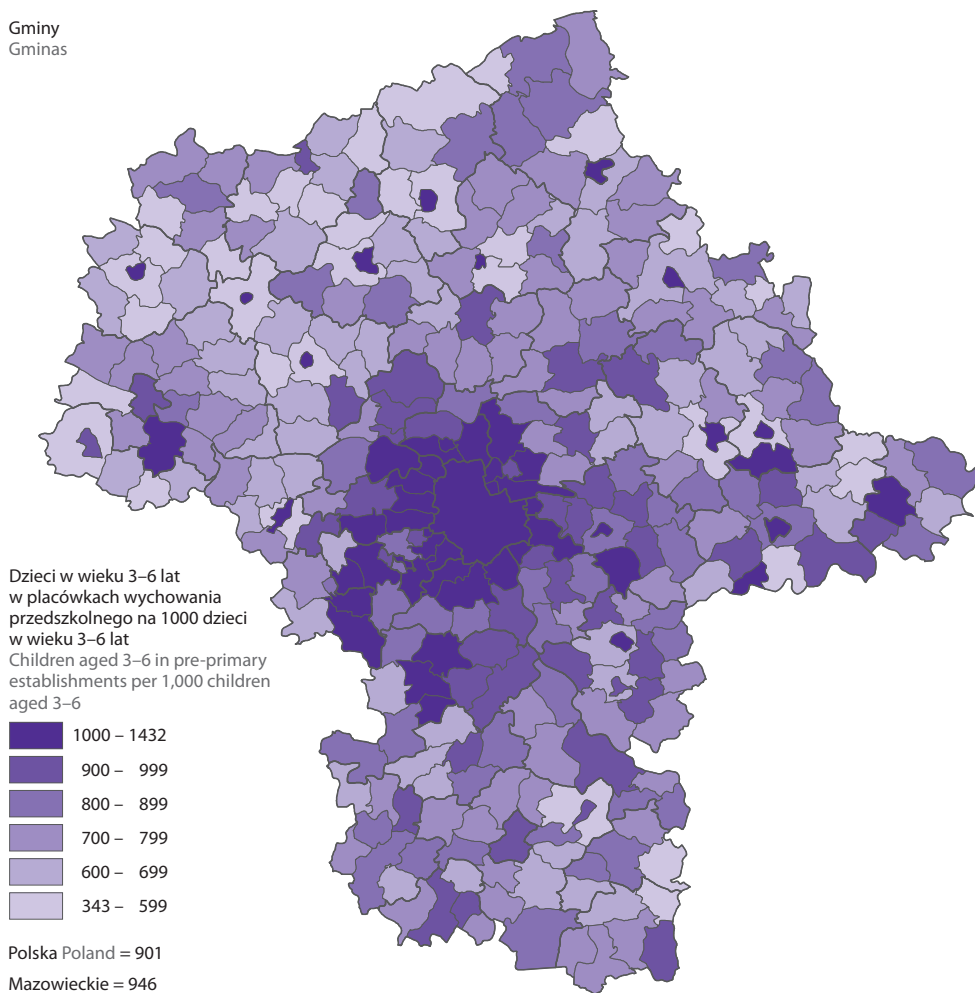 Gminy
Gminas
Dzieci w wieku 3–6 lat
w placówkach wychowania
przedszkolnego na 1000 dzieci
w wieku 3–6 lat
Children aged 3–6 in pre-primary
establishments per 1,000 children
aged 3–6
1000 – 1432
900 – 999
800 – 899
700 – 799
600 – 699
343 – 599
Polska Poland = 901
Mazowieckie = 946